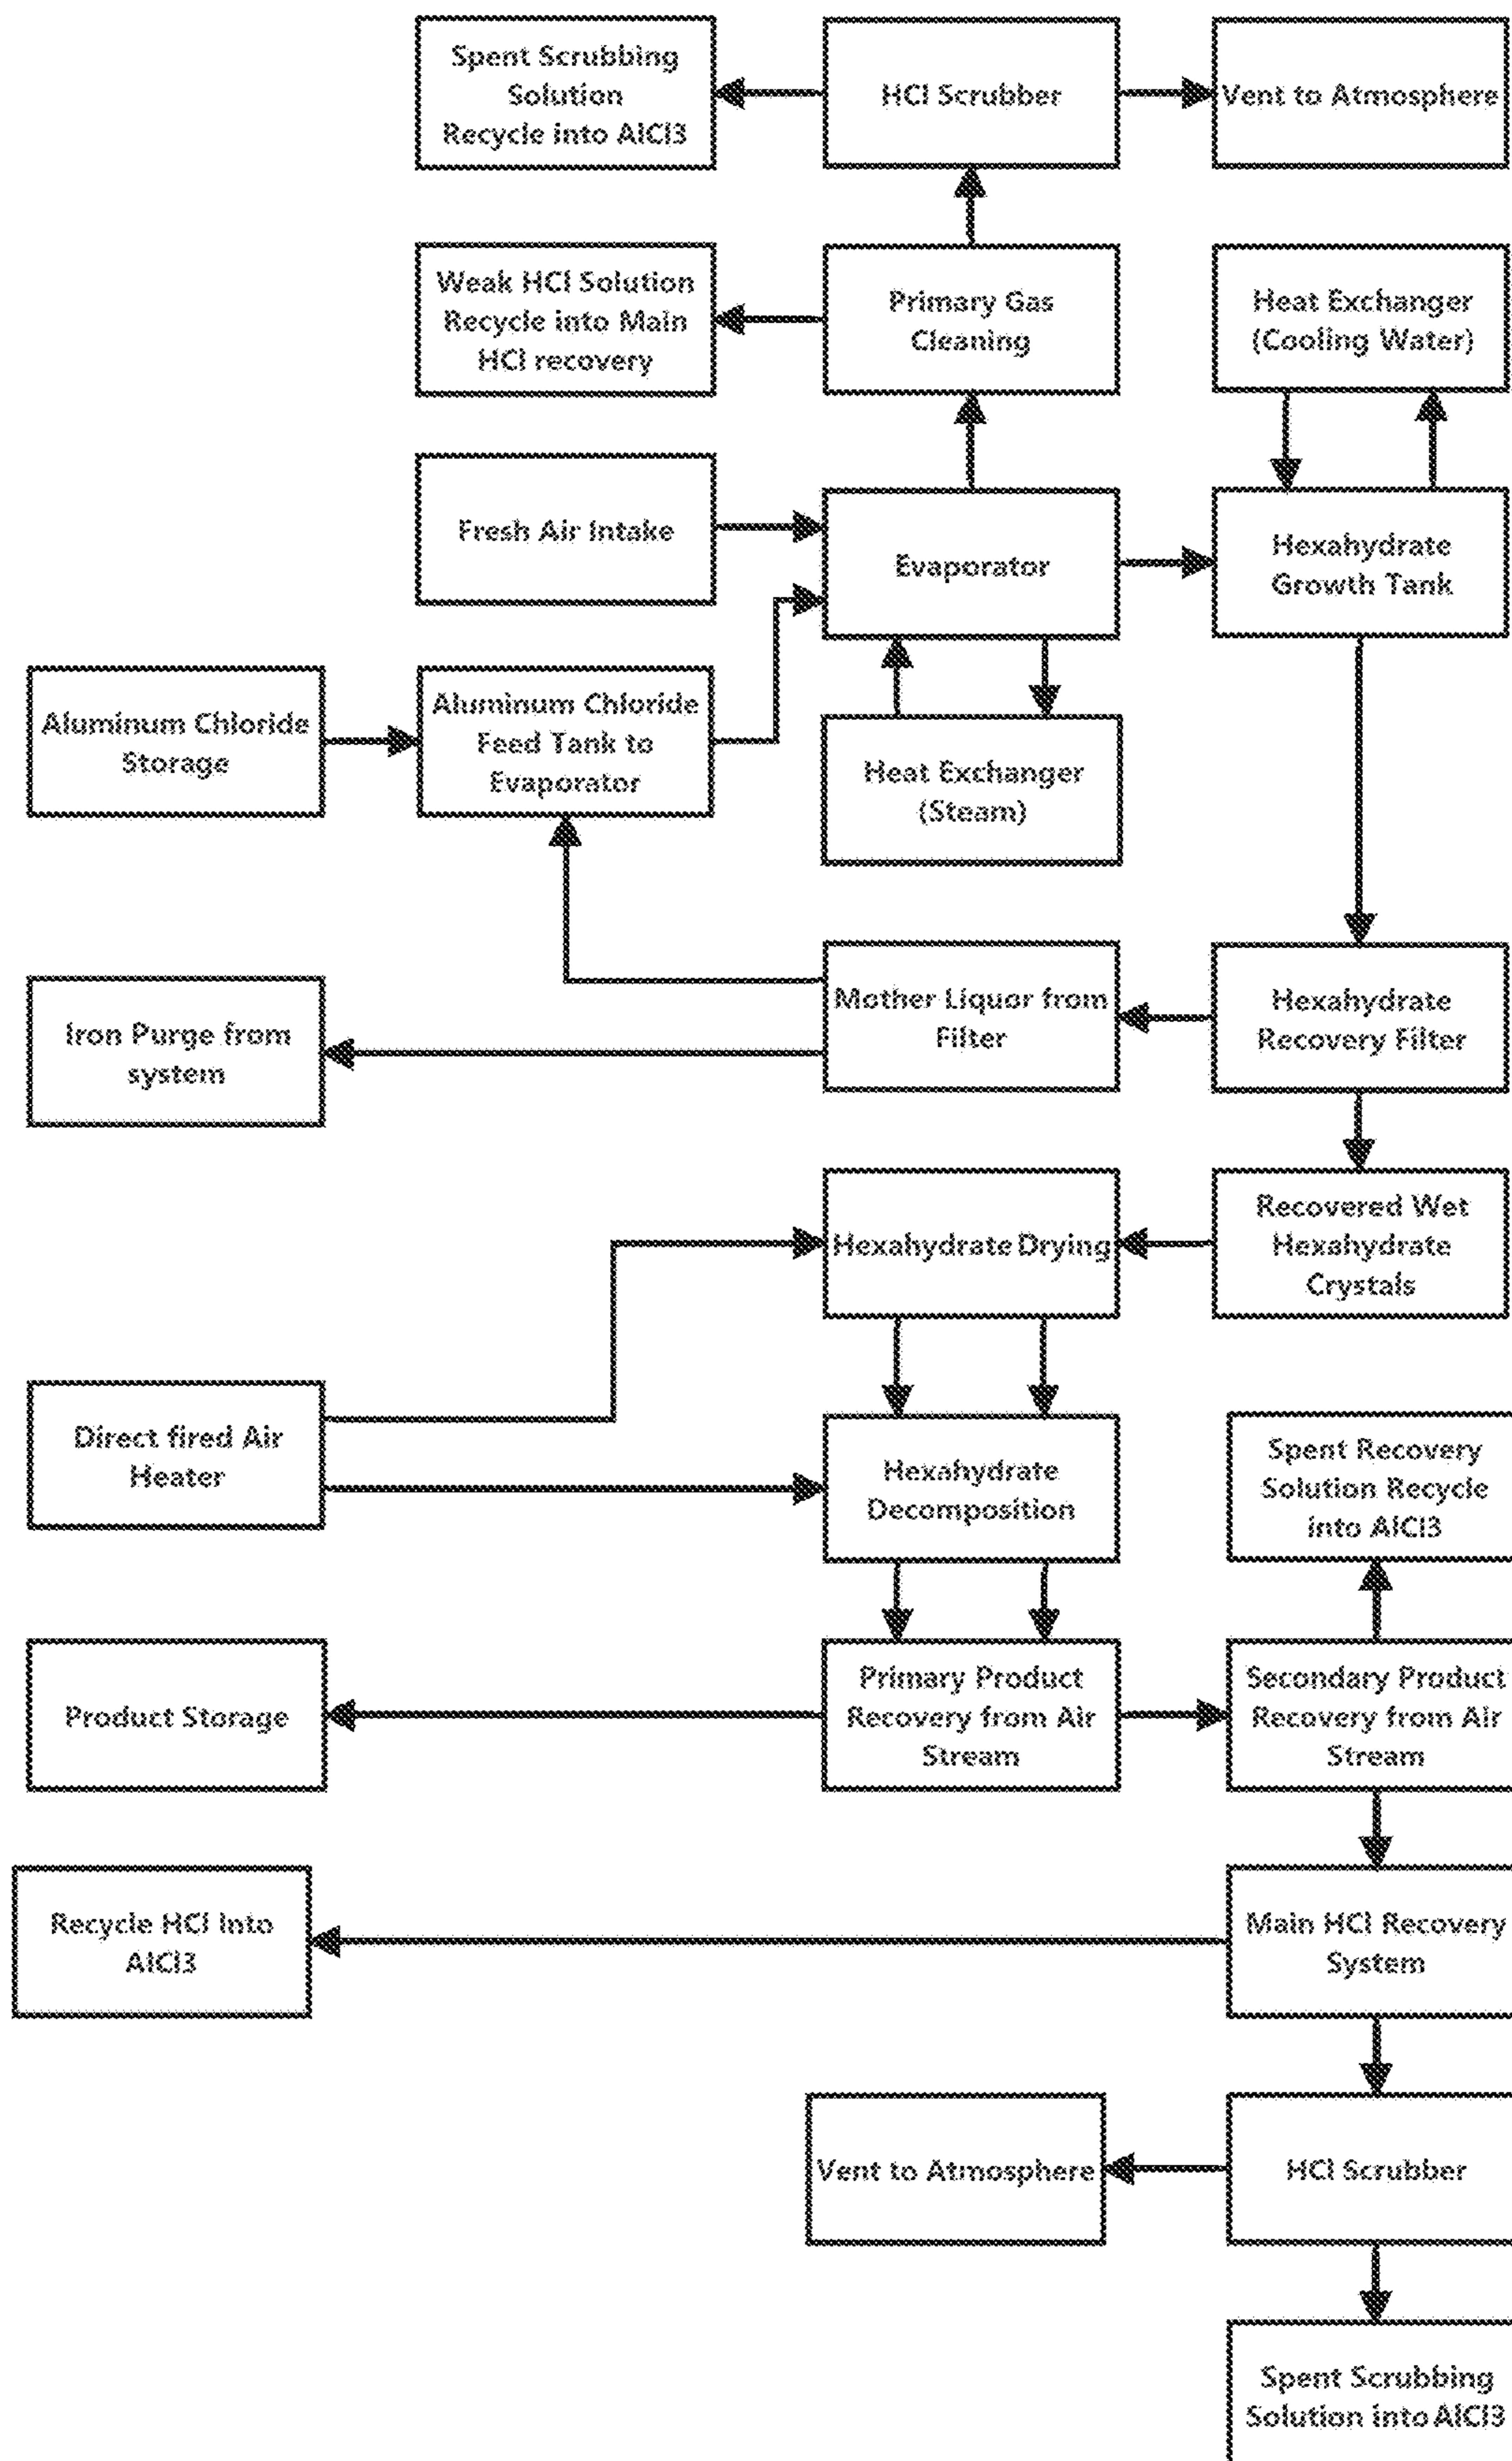 Spent Scrubbing
Solution
Recycle into AlCl3
HCl Scrubber
Vent to Atmosphere
Weak HCl Solution
Recycle into Main
HCl recovery
Primary Gas
Cleaning
Heat Exchanger
(Cooling Water)
Fresh Air Intake
Evaporator
Hexahydrate
Growth Tank
Aluminum Chloride
Storage
Aluminum Chloride
Feed Tank to
Evaporator
Heat Exchanger
(Steam)
Iron Purge from
system
Mother Liquor from
Filter
Hexahydrate
Recovery Filter
Hexahydrate Drying
Recovered Wet
Hexahydrate
Crystals
Direct fired Air
Heater
Hexahydrate
Decomposition
Spent Recovery
Solution Recycle
into AlCl3
Product Storage
Primary Product
Recovery from Air
Stream
Secondary Product
Recovery from Air
Stream
Recycle HCl into
AlCl3
Main HCl Recovery
System
Vent to Atmosphere
HCl Scrubber
Spent Scrubbing
Solution into AlCl3